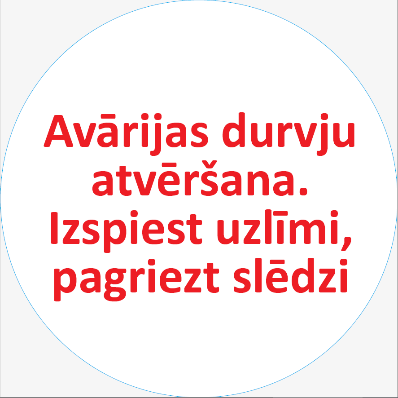 Avārijas durvju
atvēršana.
Izspiest uzlīmi,
pagriezt slēdzi